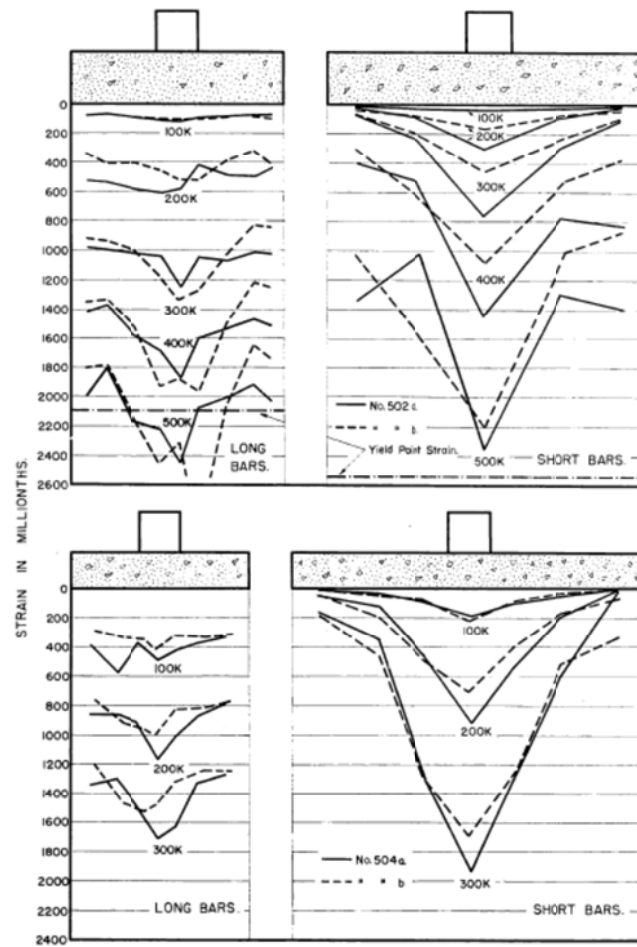 0
200
400
600
800
1000
1200
1400
1600
1800
2000
2200
2400
2600
100K
200K
300K
400K
500K
LONG
BARS.
100K
200K
300K
400K
500K
No. 502 a.
" " b.
Yield Point Strain.
SHORT BARS.
STRAIN IN MILLIONTHS.
0
200
400
600
800
1000
1200
1400
1600
1800
2000
2200
2400
100K
200K
300K
LONG BARS.
100K
200K
300K
No. 504 a.
" " b
SHORT BARS.